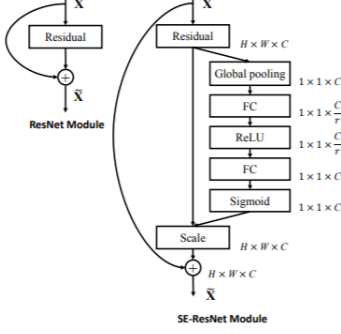 X
Residual
+
X̃
ResNet Module
X
Residual
H × W × C
Global pooling
1 × 1 × C
FC
1 × 1 × C/r
ReLU
1 × 1 × C/r
FC
1 × 1 × C
Sigmoid
1 × 1 × C
Scale
H × W × C
+
H × W × C
X̃
SE-ResNet Module